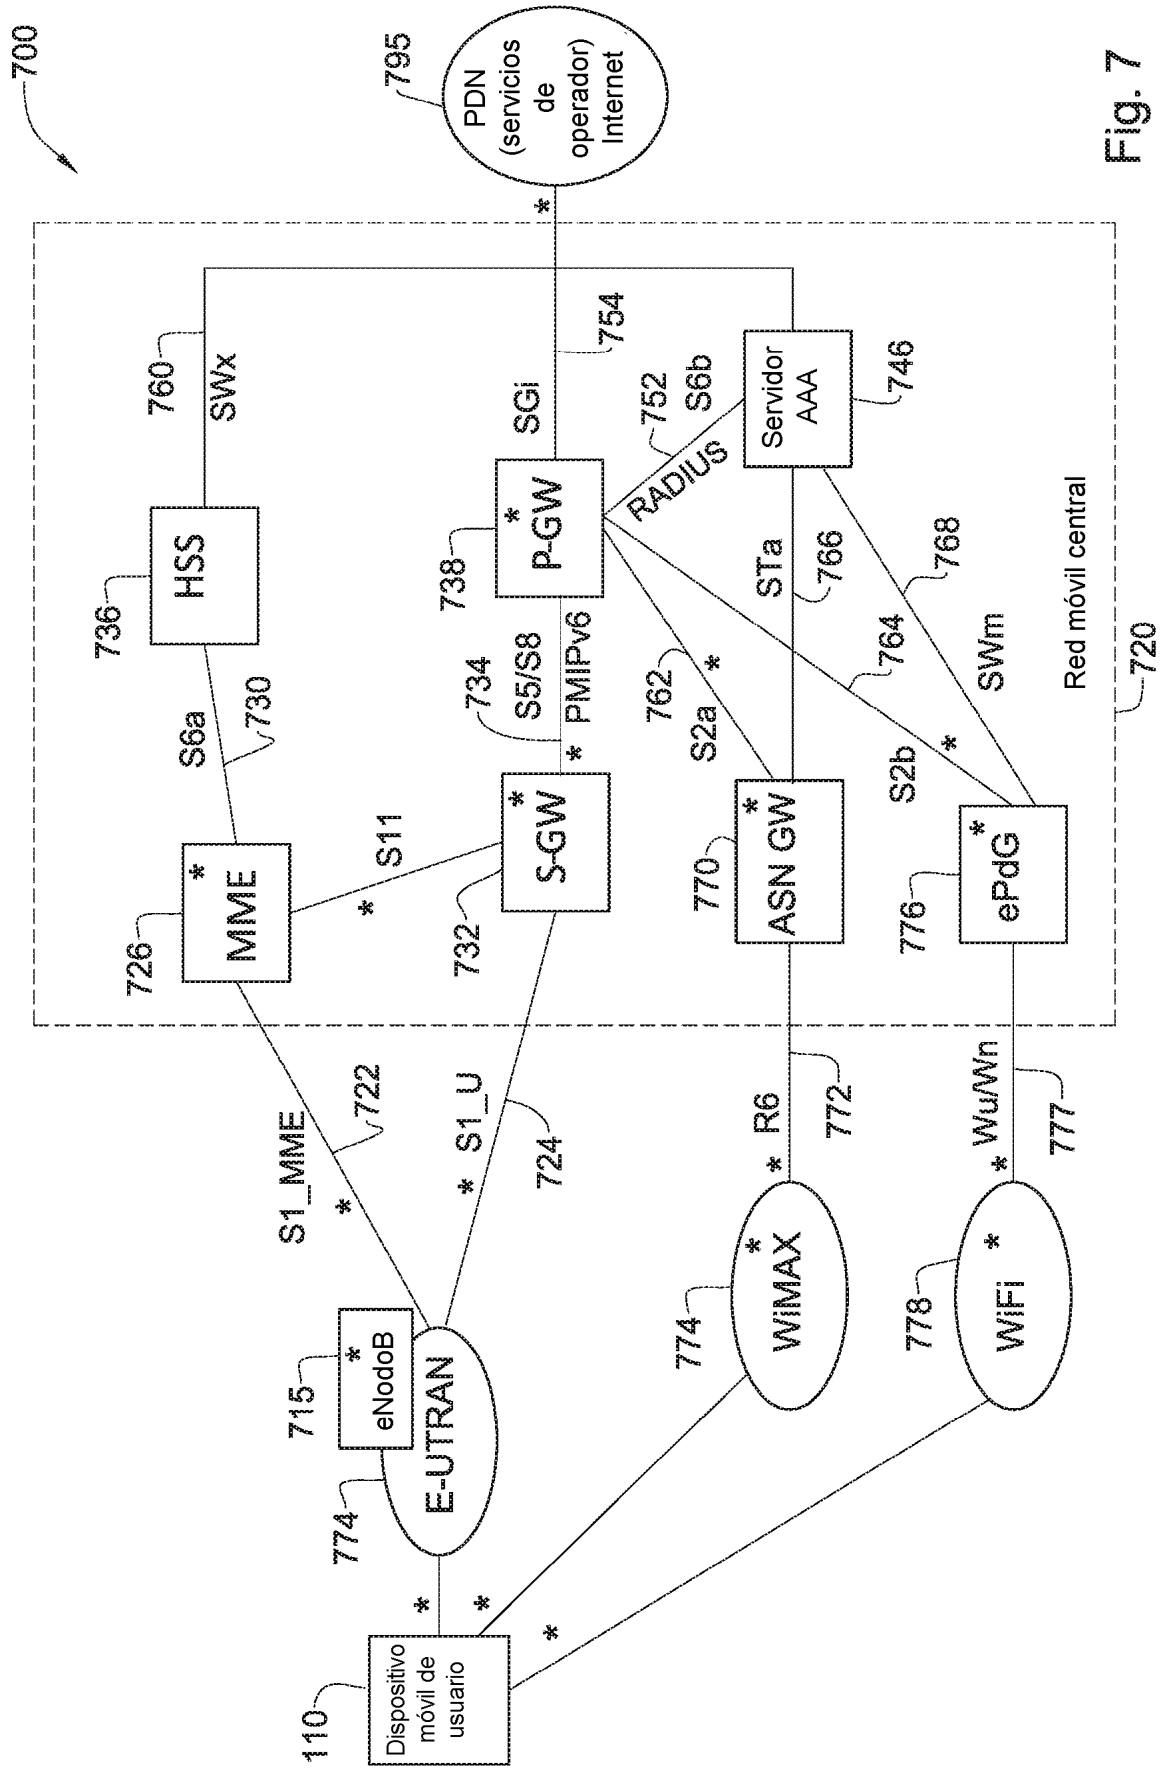 700
795
PDN
(servicios
de
operador)
Internet
*
760
SWx
736
HSS
S6a
730
726
*
MME
S11
*
S1_MME
722
*
SGi
754
738
*
P-GW
734
S5/S8
PMIPv6
*
732
*
S-GW
S1_U
724
*
715
*
eNodoB
774
E-UTRAN
110
Dispositivo
móvil de
usuario
*
*
*
752
S6b
RADIUS
Servidor
AAA
746
762
*
S2a
STa
766
764
S2b
*
768
SWm
770
*
ASN GW
R6
772
*
774
*
WiMAX
776
*
ePdG
Wu/Wn
777
*
778
*
WiFi
Red móvil central
720
Fig. 7